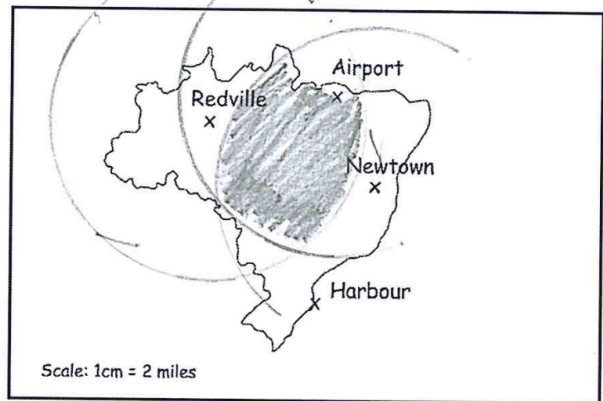 Airport
Redville
Newtown
Harbour
Scale: 1cm = 2 miles